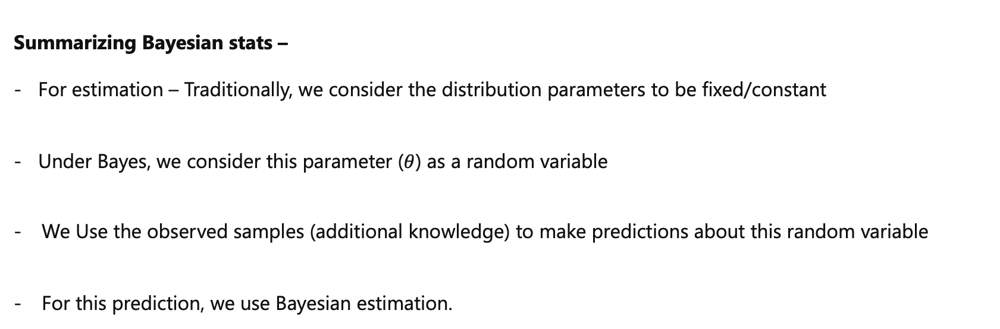 Summarizing Bayesian stats –
- For estimation – Traditionally, we consider the distribution parameters to be fixed/constant
- Under Bayes, we consider this parameter (𝜃) as a random variable
- We Use the observed samples (additional knowledge) to make predictions about this random variable
- For this prediction, we use Bayesian estimation.